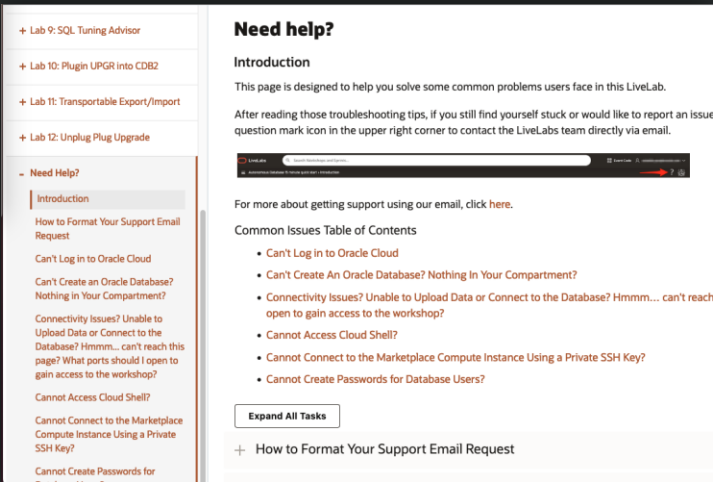 + Lab 9: SQL Tuning Advisor
+ Lab 10: Plugin UPGR into CDB2
+ Lab 11: Transportable Export/Import
+ Lab 12: Unplug Plug Upgrade
- Need Help?
Introduction
How to Format Your Support Email
Request
Can't Log in to Oracle Cloud
Can't Create an Oracle Database?
Nothing in Your Compartment?
Connectivity Issues? Unable to
Upload Data or Connect to the
Database? Hmmm... can't reach this
page? What ports should I open to
gain access to the workshop?
Cannot Access Cloud Shell?
Cannot Connect to the Marketplace
Compute Instance Using a Private
SSH Key?
Cannot Create Passwords for
Need help?
Introduction
This page is designed to help you solve some common problems users face in this LiveLab.
After reading those troubleshooting tips, if you still find yourself stuck or would like to report an issue
question mark icon in the upper right corner to contact the LiveLabs team directly via email.
LiveLabs Search Workshops and Sprints... Event Code
?
For more about getting support using our email, click here.
Common Issues Table of Contents
• Can't Log in to Oracle Cloud
• Can't Create An Oracle Database? Nothing In Your Compartment?
• Connectivity Issues? Unable to Upload Data or Connect to the Database? Hmmm... can't reach
open to gain access to the workshop?
• Cannot Access Cloud Shell?
• Cannot Connect to the Marketplace Compute Instance Using a Private SSH Key?
• Cannot Create Passwords for Database Users?
Expand All Tasks
+ How to Format Your Support Email Request